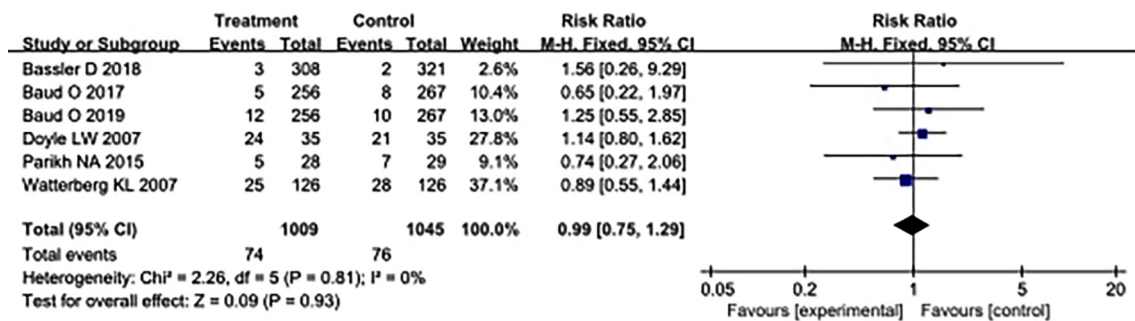 Treatment Control Risk Ratio Risk Ratio
Study or Subgroup Events Total Events Total Weight M-H. Fixed. 95% CI M-H. Fixed. 95% CI
Bassler D 2018 3 308 2 321 2.6% 1.56 [0.26, 9.29]
Baud O 2017 5 256 8 267 10.4% 0.65 [0.22, 1.97]
Baud O 2019 12 256 10 267 13.0% 1.25 [0.55, 2.85]
Doyle LW 2007 24 35 21 35 27.8% 1.14 [0.80, 1.62]
Parikh NA 2015 5 28 7 29 9.1% 0.74 [0.27, 2.06]
Watterberg KL 2007 25 126 28 126 37.1% 0.89 [0.55, 1.44]
Total (95% CI) 1009 1045 100.0% 0.99 [0.75, 1.29]
Total events 74 76
Heterogeneity: Chi² = 2.26, df = 5 (P = 0.81); I² = 0%
Test for overall effect: Z = 0.09 (P = 0.93)
0.05 0.2 1 5 20
Favours [experimental] Favours [control]